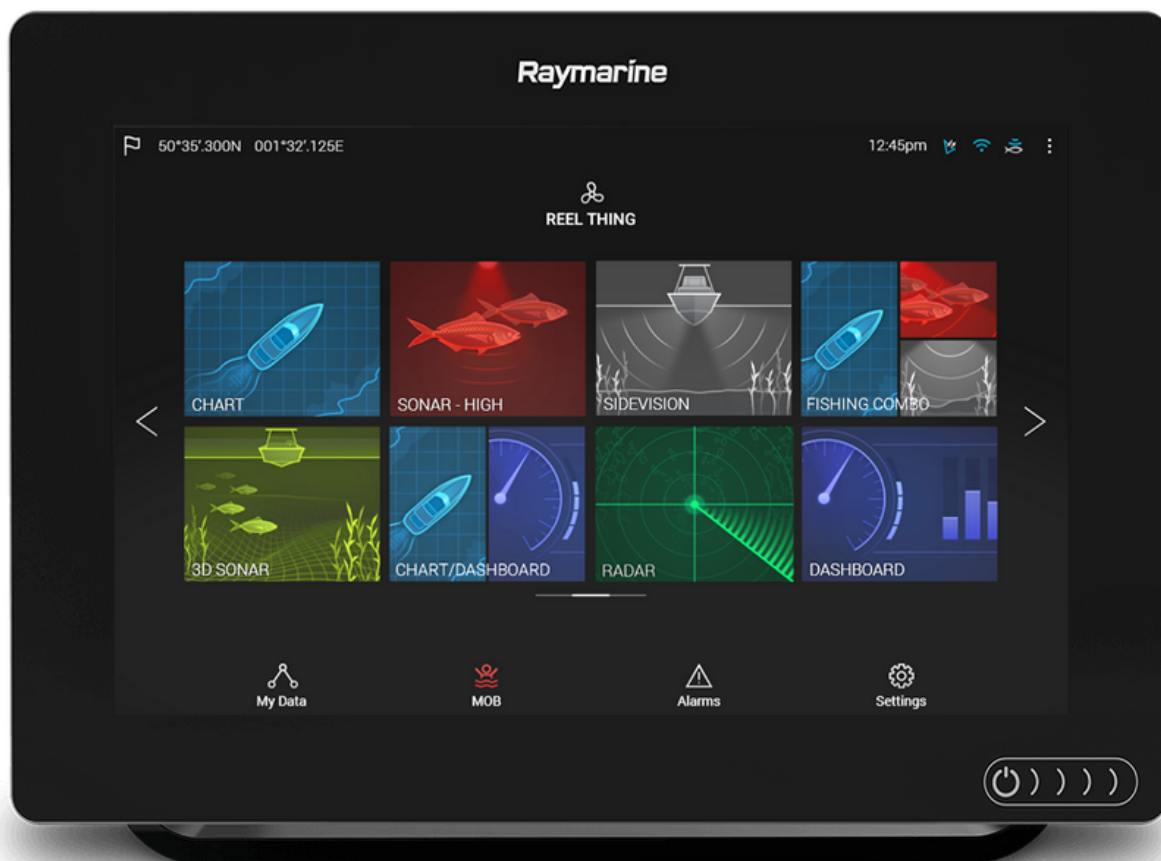 Raymarine
50°35'.300N 001°32'.125E
12:45pm
REEL THING
CHART
SONAR - HIGH
SIDEVISION
FISHING COMBO
3D SONAR
CHART/DASHBOARD
RADAR
DASHBOARD
My Data
MOB
Alarms
Settings